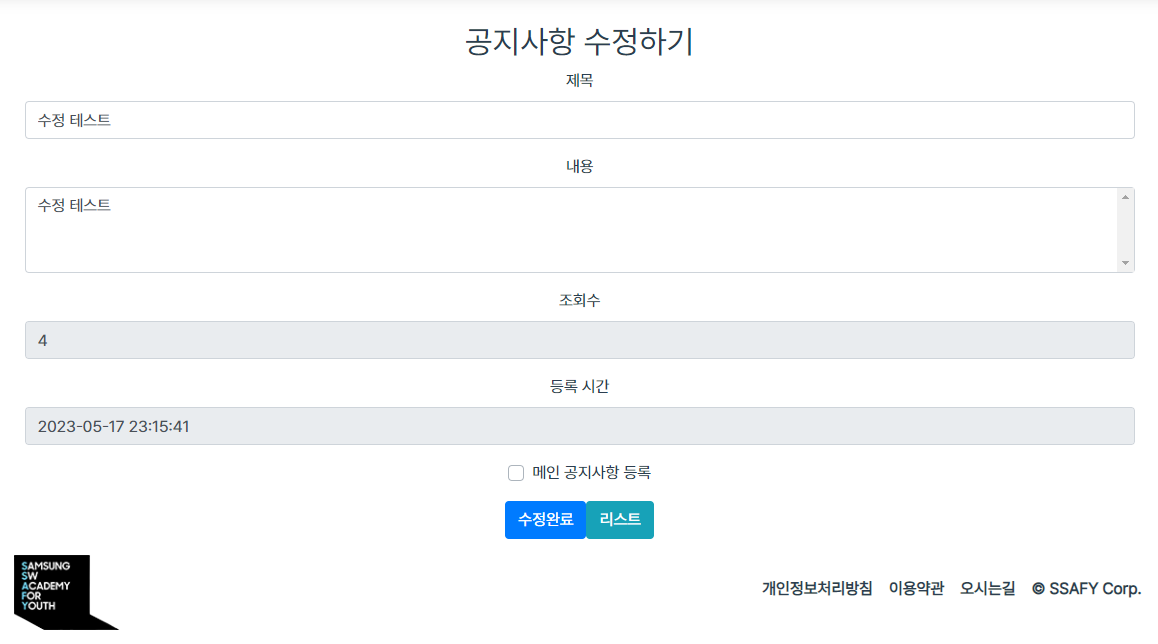 공지사항 수정하기
제목
수정 테스트
내용
수정 테스트
조회수
4
등록 시간
2023-05-17 23:15:41
메인 공지사항 등록
수정완료 리스트
SAMSUNG
SW
ACADEMY
FOR
YOUTH
개인정보처리방침 이용약관 오시는길 © SSAFY Corp.